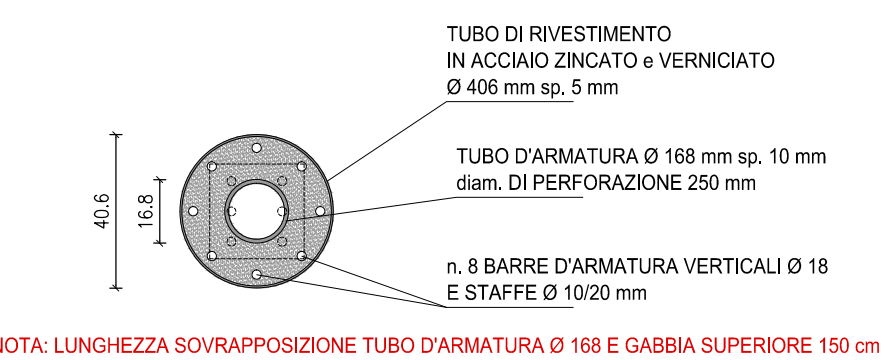 TUBO DI RIVESTIMENTO
IN ACCIAIO ZINCATO e VERNICIATO
Ø 406 mm sp. 5 mm
TUBO D'ARMATURA Ø 168 mm sp. 10 mm
diam. DI PERFORAZIONE 250 mm
40.6
16.8
n. 8 BARRE D'ARMATURA VERTICALI Ø 18
E STAFFE Ø 10/20 mm
NOTA: LUNGHEZZA SOVRAPPOSIZIONE TUBO D'ARMATURA Ø 168 E GABBIA SUPERIORE 150 cm